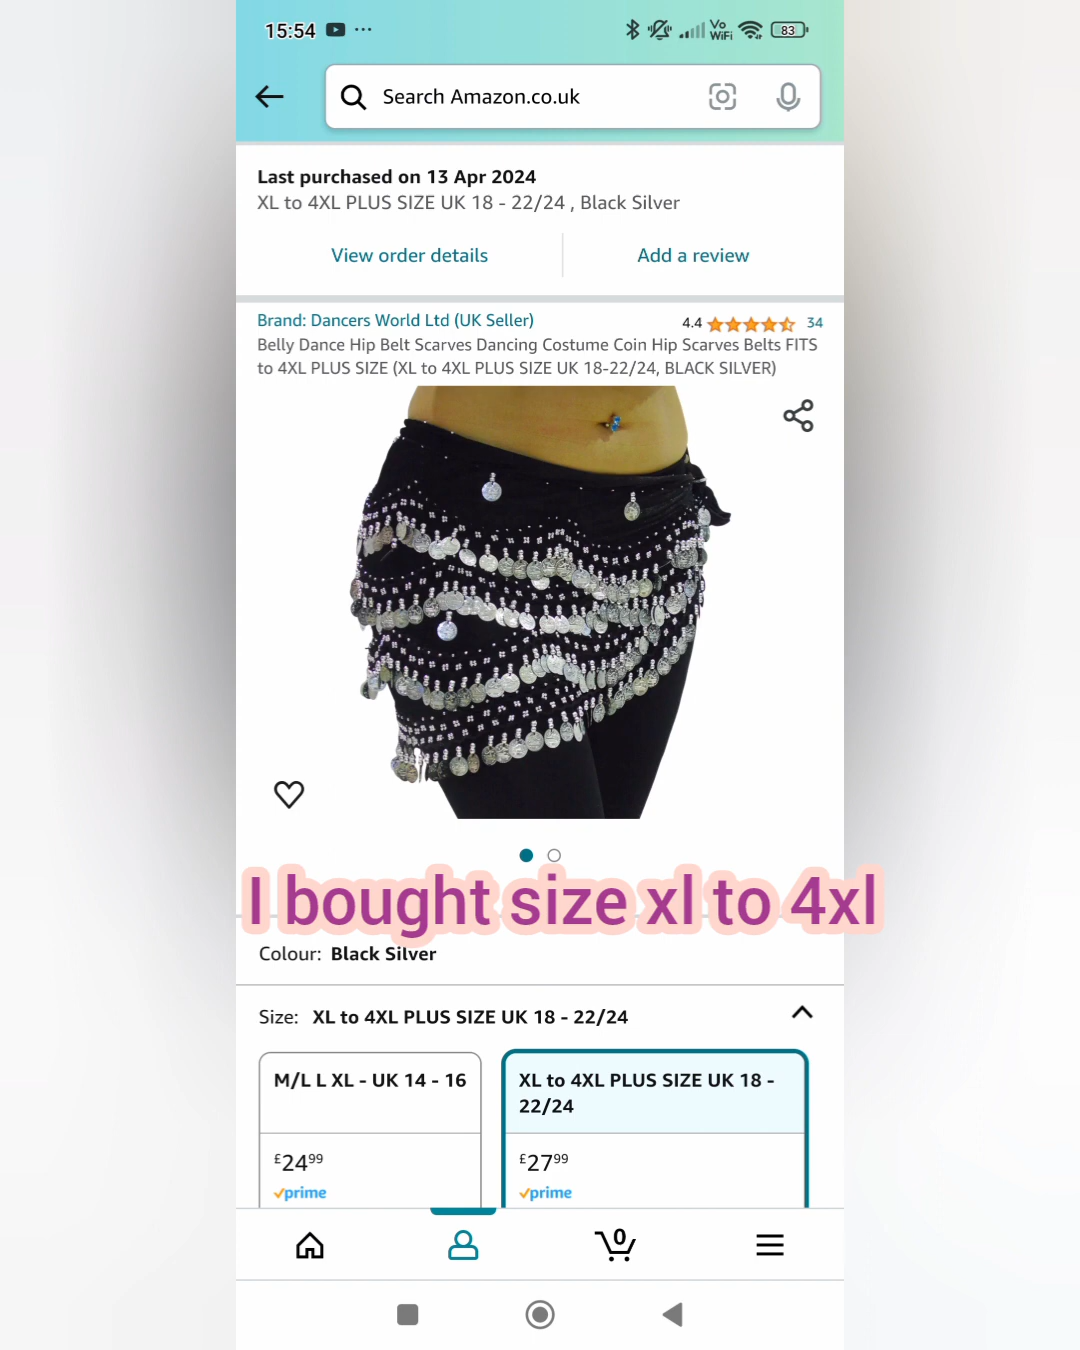 15:54 ...
Vo
WiFi
83
Search Amazon.co.uk
Last purchased on 13 Apr 2024
XL to 4XL PLUS SIZE UK 18 - 22/24 , Black Silver
View order details
Add a review
Brand: Dancers World Ltd (UK Seller)
4.4
34
Belly Dance Hip Belt Scarves Dancing Costume Coin Hip Scarves Belts FITS
to 4XL PLUS SIZE (XL to 4XL PLUS SIZE UK 18-22/24, BLACK SILVER)
I bought size xl to 4xl
Colour: Black Silver
Size: XL to 4XL PLUS SIZE UK 18 - 22/24
M/L L XL - UK 14 - 16
£2499
prime
XL to 4XL PLUS SIZE UK 18 -
22/24
£2799
prime
0